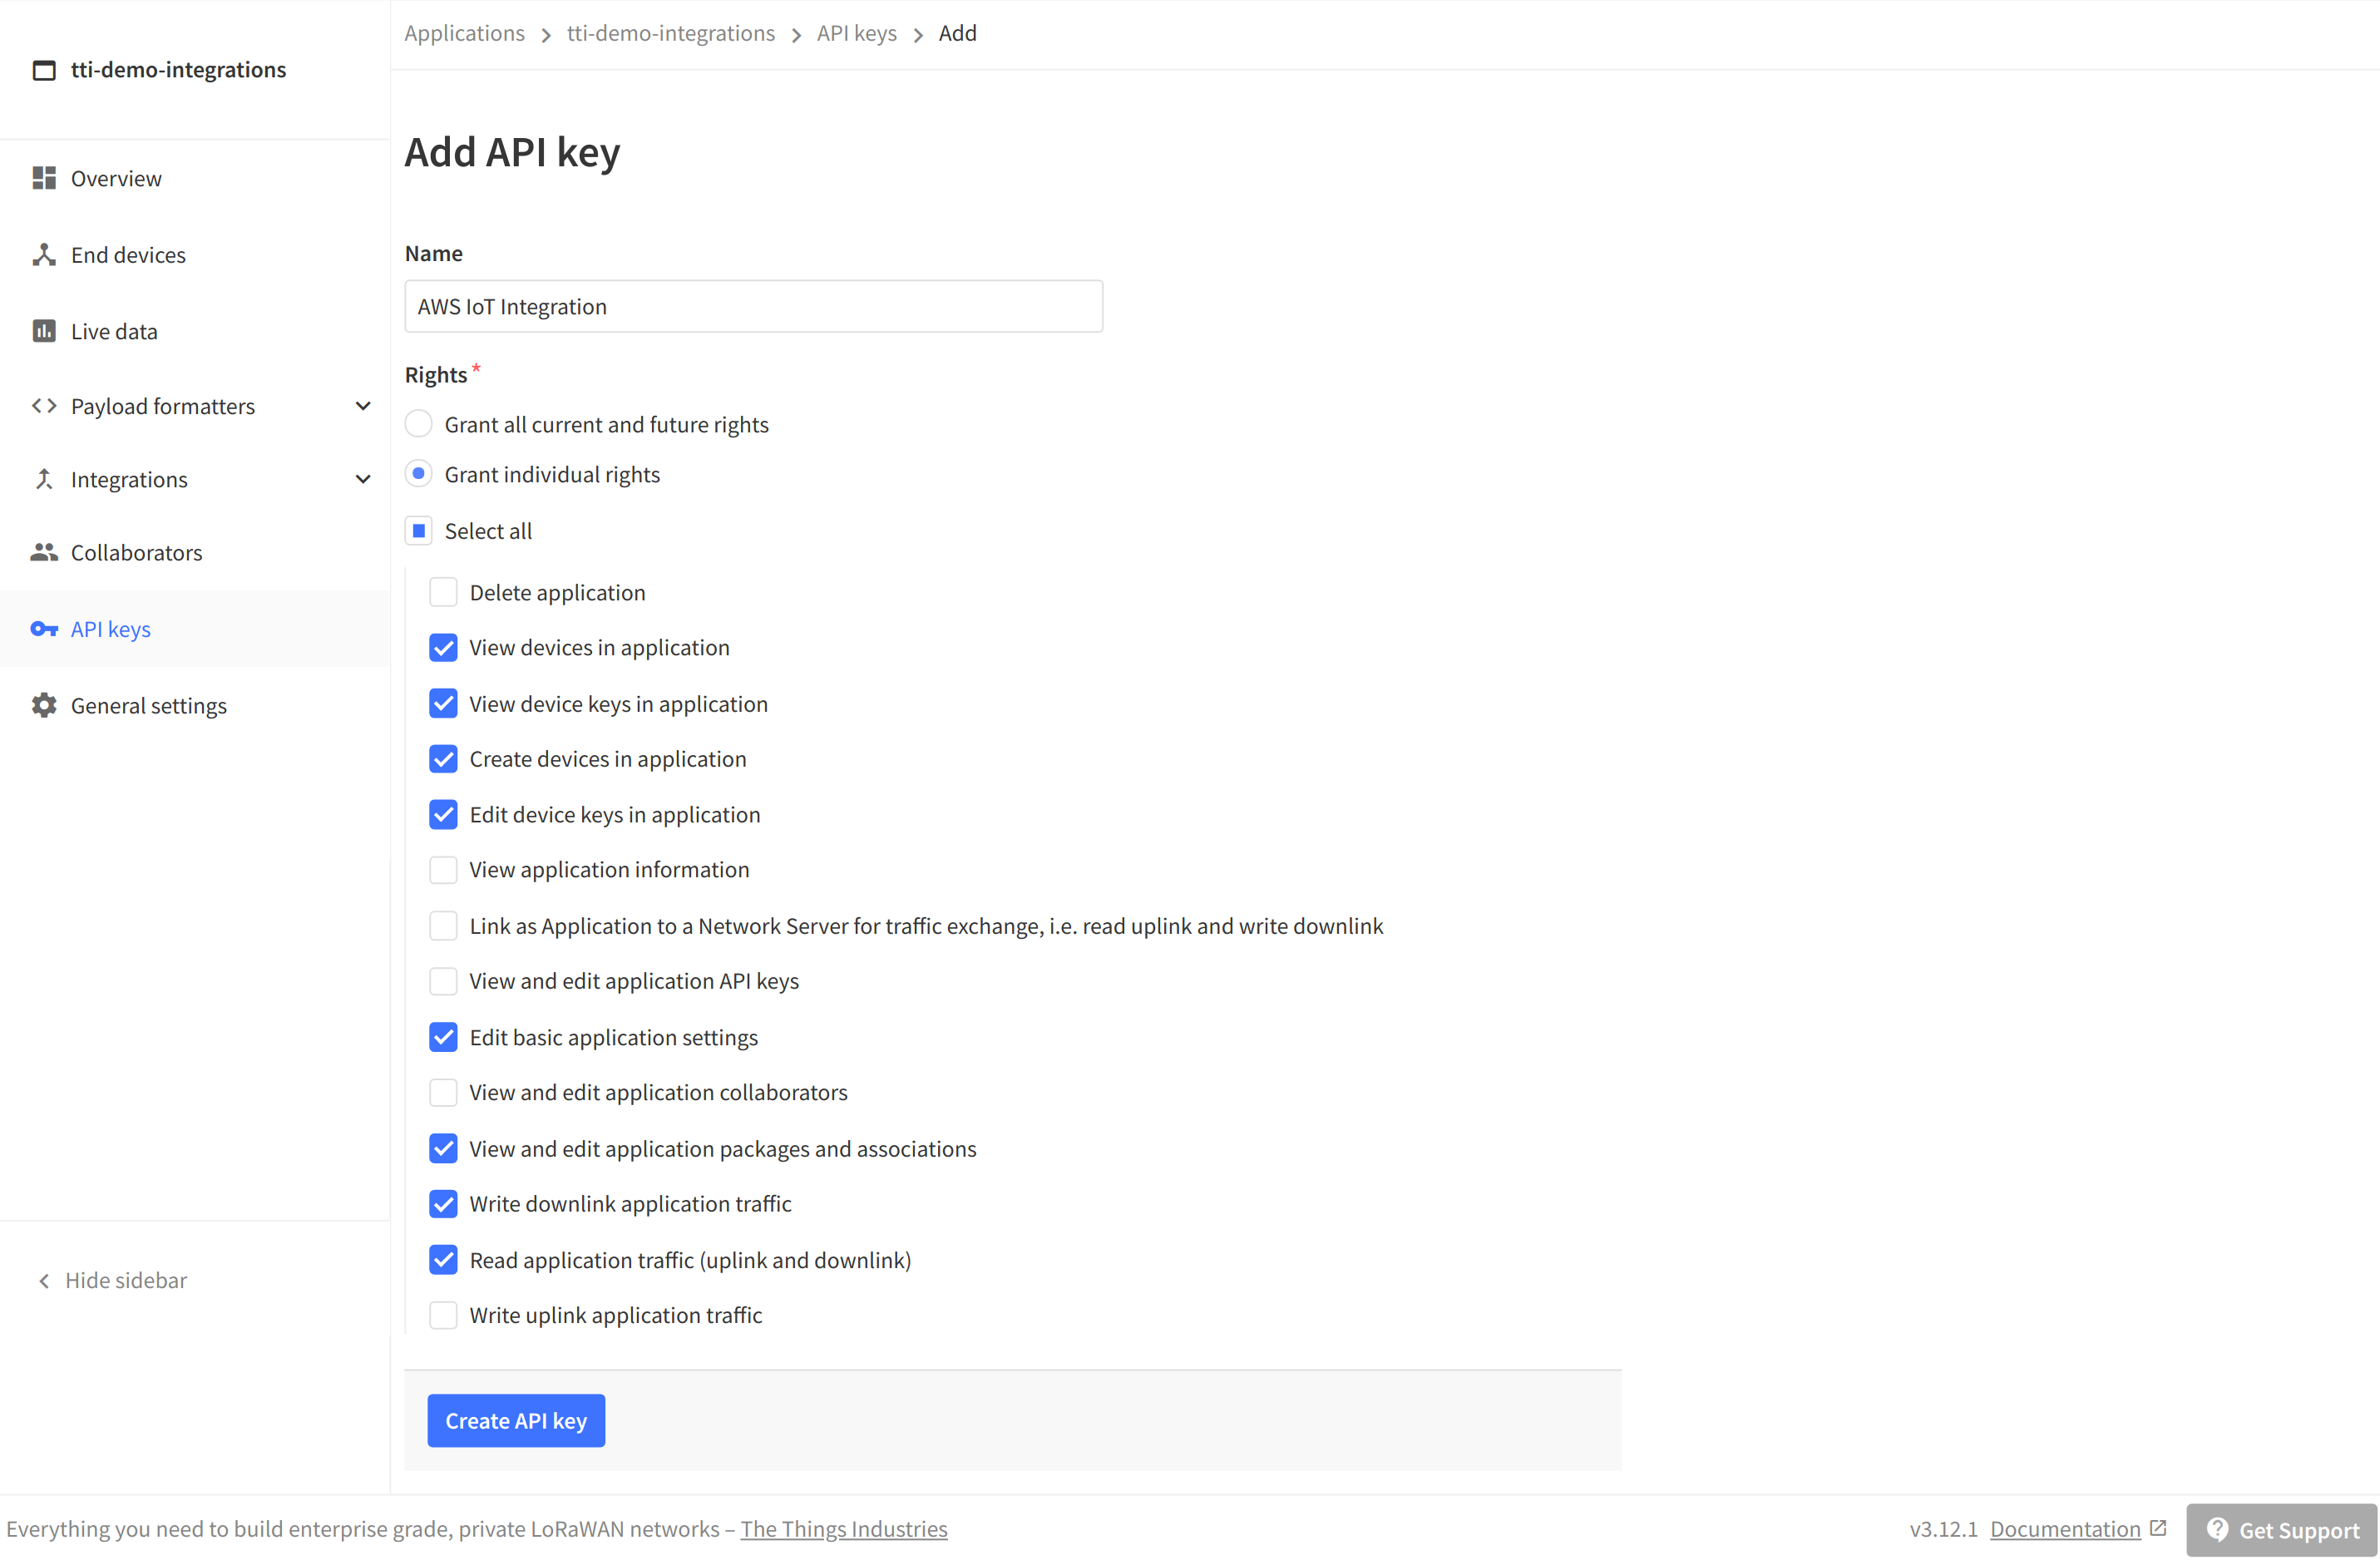 tti-demo-integrations
Overview
End devices
Live data
Payload formatters
Integrations
Collaborators
API keys
General settings
Hide sidebar
Applications > tti-demo-integrations > API keys > Add
Add API key
Name
AWS IoT Integration
Rights *
Grant all current and future rights
Grant individual rights
Select all
Delete application
View devices in application
View device keys in application
Create devices in application
Edit device keys in application
View application information
Link as Application to a Network Server for traffic exchange, i.e. read uplink and write downlink
View and edit application API keys
Edit basic application settings
View and edit application collaborators
View and edit application packages and associations
Write downlink application traffic
Read application traffic (uplink and downlink)
Write uplink application traffic
Create API key
Everything you need to build enterprise grade, private LoRaWAN networks – The Things Industries
v3.12.1 Documentation
Get Support